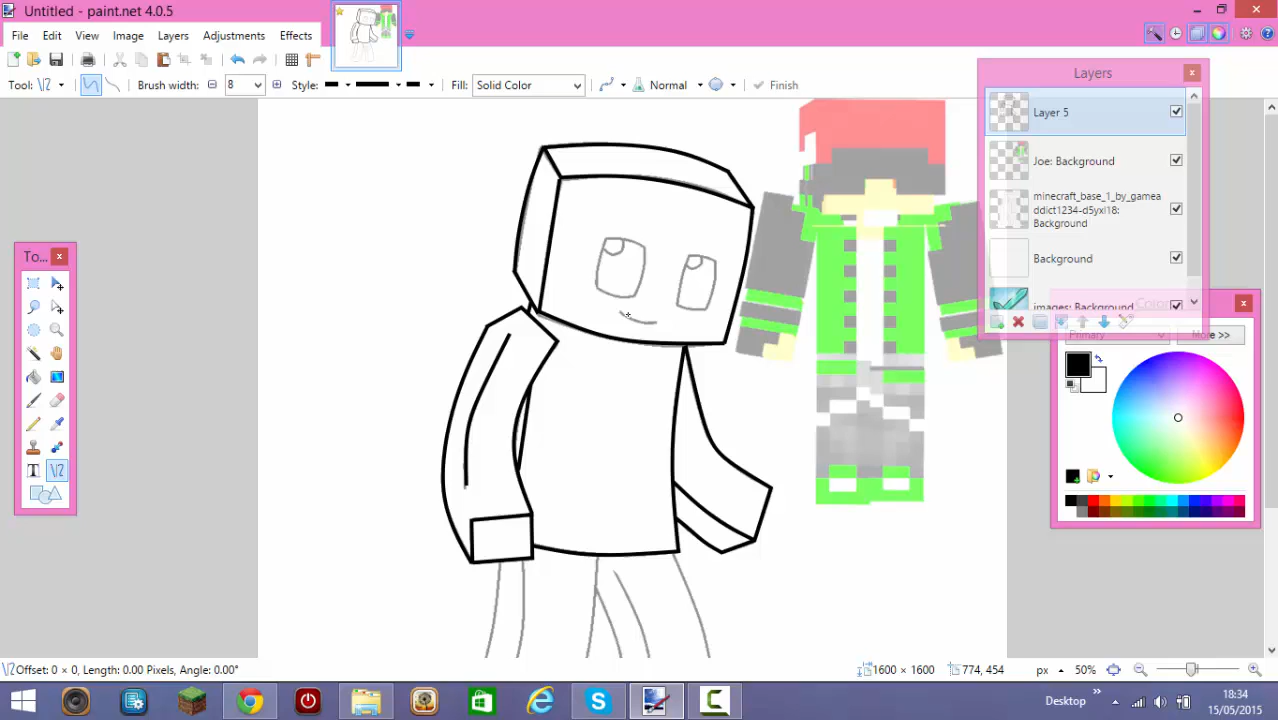 Untitled - paint.net 4.0.5
File Edit View Image Layers Adjustments Effects
Tool: Brush width: 8 Style: Fill: Solid Color Normal Finish
Layers
Layer 5
Joe: Background
minecraft_base_1_by_gamea
ddict1234-d5yxl18:
Background
Background
images: Background
To...
Colors
Primary More >>
T
Offset: 0 × 0, Length: 0.00 Pixels, Angle: 0.00° 1600 × 1600 774, 454 px 50%
Desktop 18:34
15/05/2015